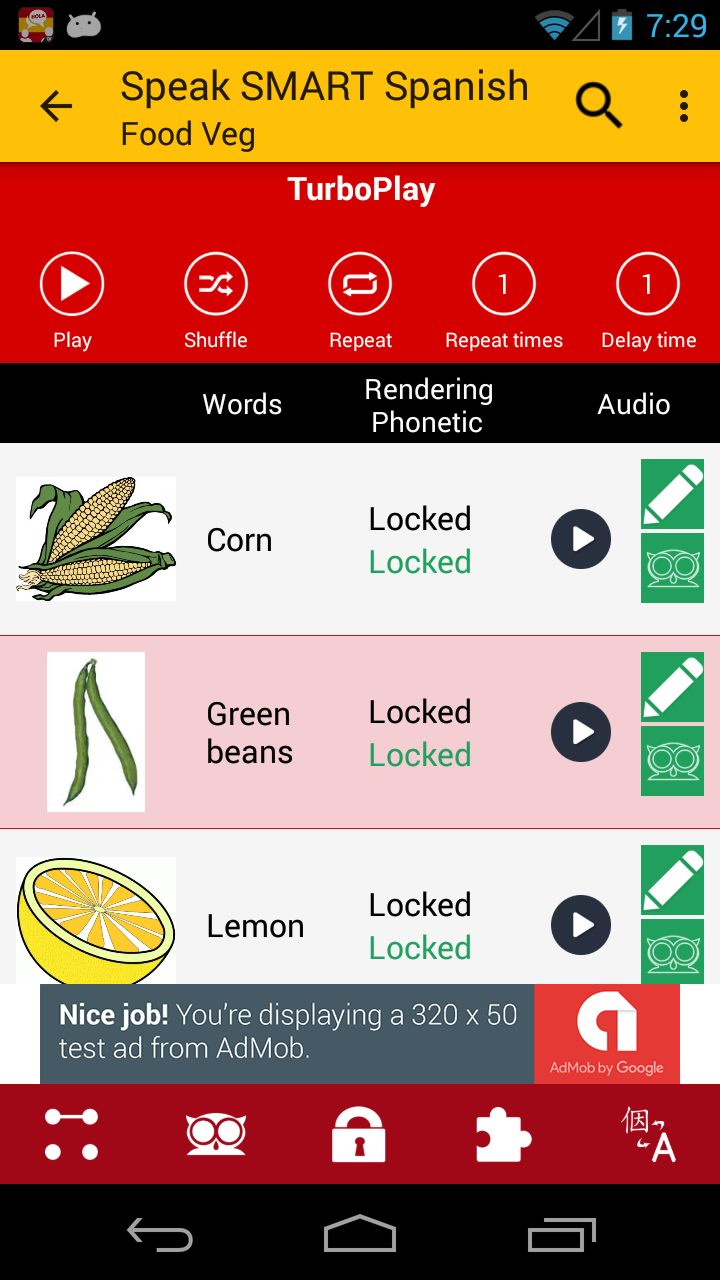 HOLA
7:29
Speak SMART Spanish
Food Veg
TurboPlay
1
1
Play
Shuffle
Repeat
Repeat times
Delay time
Words
Rendering
Phonetic
Audio
Corn
Locked
Locked
Green
beans
Locked
Locked
Lemon
Locked
Locked
Nice job! You're displaying a 320 x 50
test ad from AdMob.
AdMob by Google
個
A